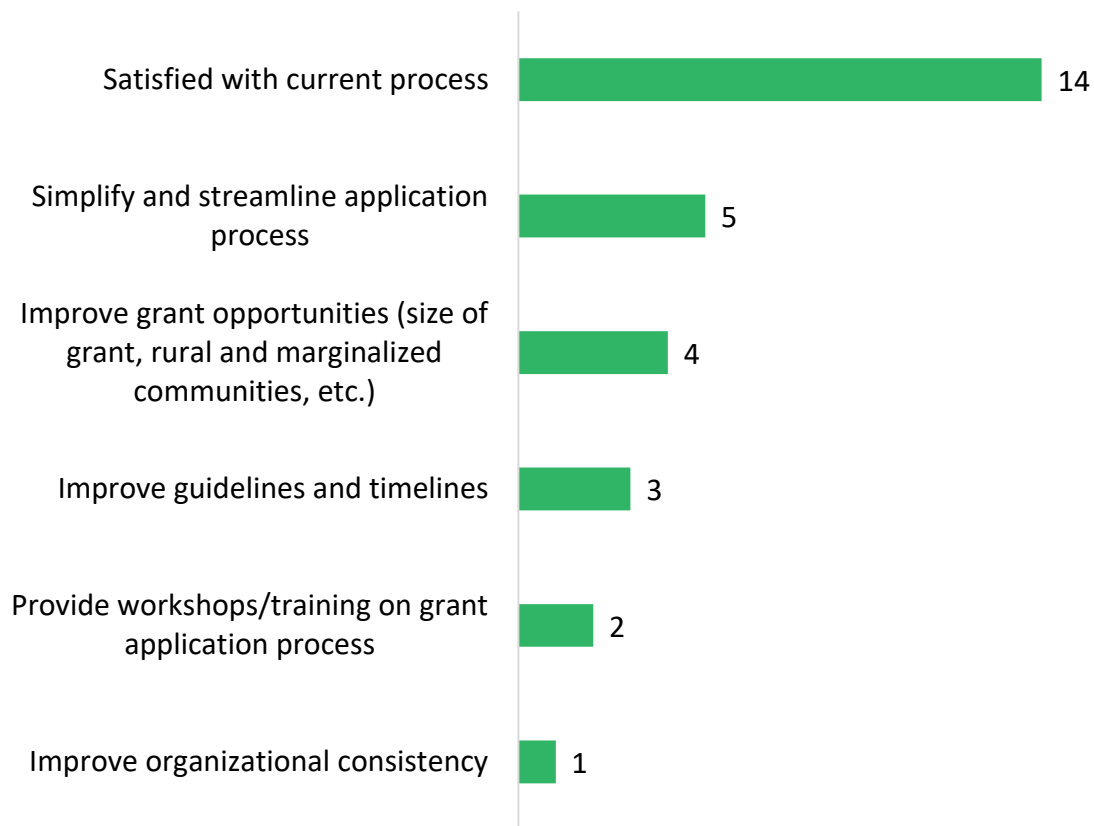 Satisfied with current process
14
Simplify and streamline application
process
5
Improve grant opportunities (size of
grant, rural and marginalized
communities, etc.)
4
Improve guidelines and timelines
3
Provide workshops/training on grant
application process
2
Improve organizational consistency
1